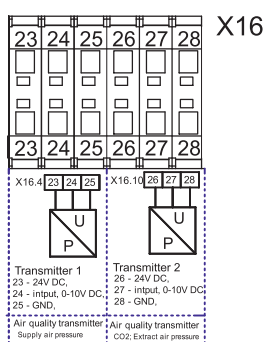 X16
23 24 25 26 27 28
23 24 25 26 27 28
X16.4 23 24 25
X16.10 26 27 28
U
P
U
P
Transmitter 1
23 - 24V DC,
24 - intput, 0-10V DC,
25 - GND,
Transmitter 2
26 - 24V DC,
27 - intput, 0-10V DC,
28 - GND,
Air quality transmitter
Supply air pressure
Air quality transmitter
CO2; Extract air pressure